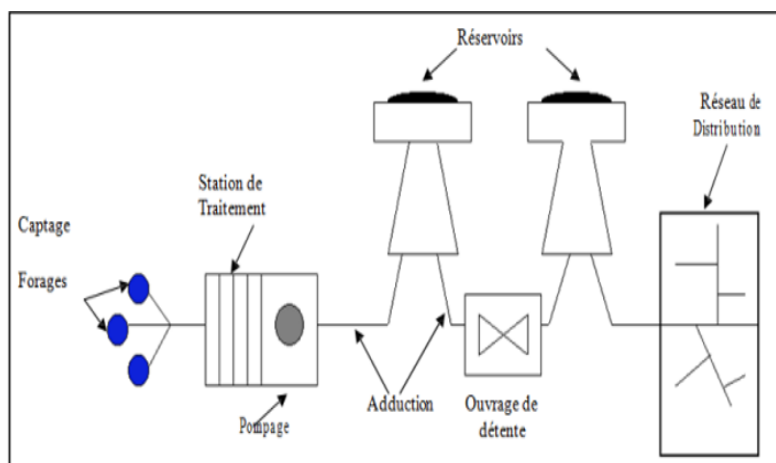 Réservoirs
Réseau de
Distribution
Station de
Traitement
Captage
Forages
Adduction
Ouvrage de
détente
Pompage